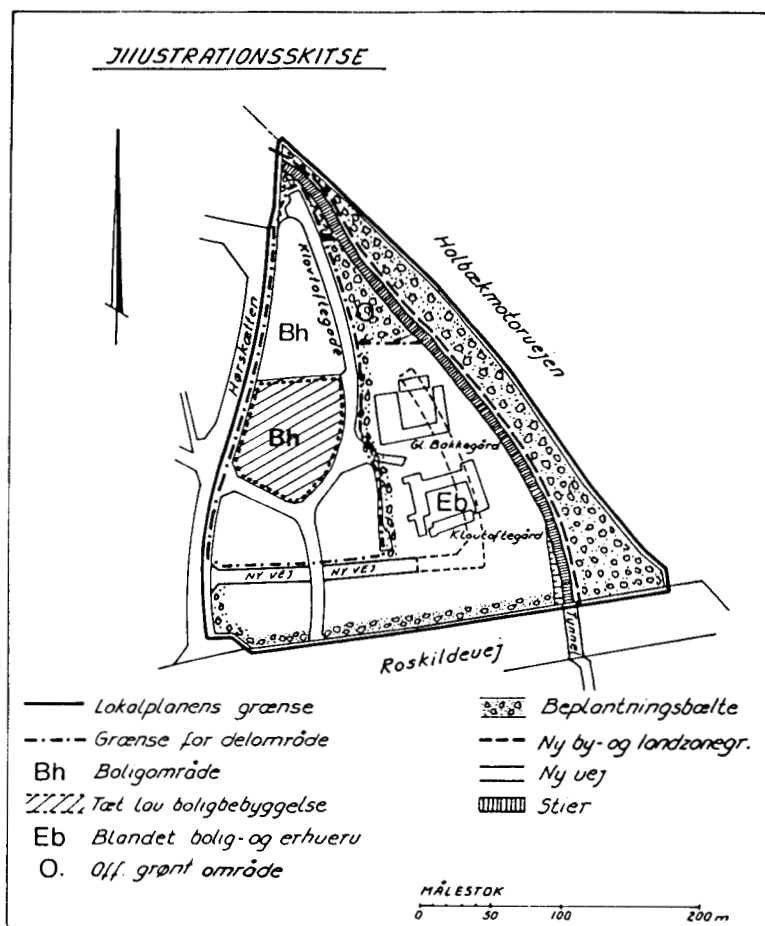 JllUSTRATIONSSKITSE
Holbækmotorvejen
Hørskætten
Klovtoftegade
O.
Bh
Bh
Gl. Bakkegård
Eb
Klovtoftegård
NY VEJ NY VEJ
Tunnel
Roskildevej
Lokalplanens grænse
Grænse for delområde
Bh Boligområde
Tæt lav boligbebyggelse
Eb Blandet bolig- og erhverv
O. Off. grønt område
Beplantningsbælte
Ny by- og landzonegr.
Ny vej
Stier
MÅLESTOK
0 50 100 200 m